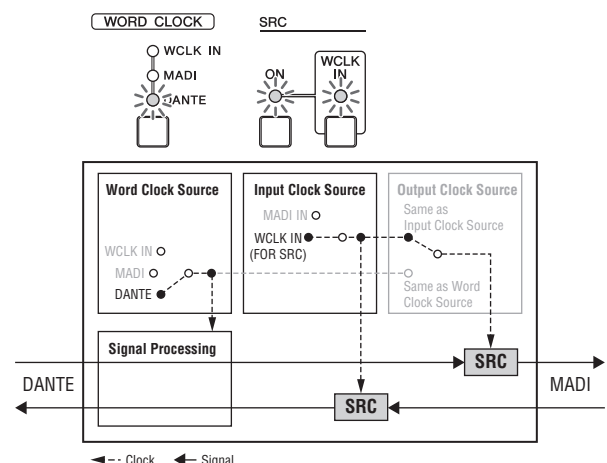 WORD CLOCK
SRC
WCLK IN
MADI
DANTE
ON
WCLK
IN
Word Clock Source
WCLK IN
MADI
DANTE
Input Clock Source
MADI IN
WCLK IN
(FOR SRC)
Output Clock Source
Same as
Input Clock Source
Same as Word
Clock Source
Signal Processing
SRC
SRC
DANTE
MADI
Clock
Signal